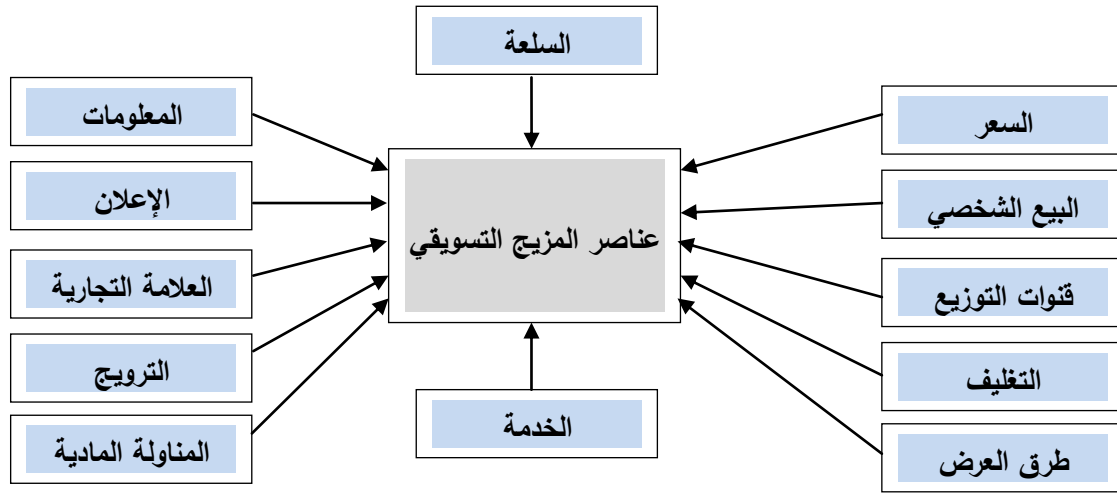 السلعة
السعر
المعلومات
البيع الشخصي
الإعلان
عناصر المزيج التسويقي
قنوات التوزيع
العلامة التجارية
التغليف
الترويج
الخدمة
طرق العرض
المناولة المادية